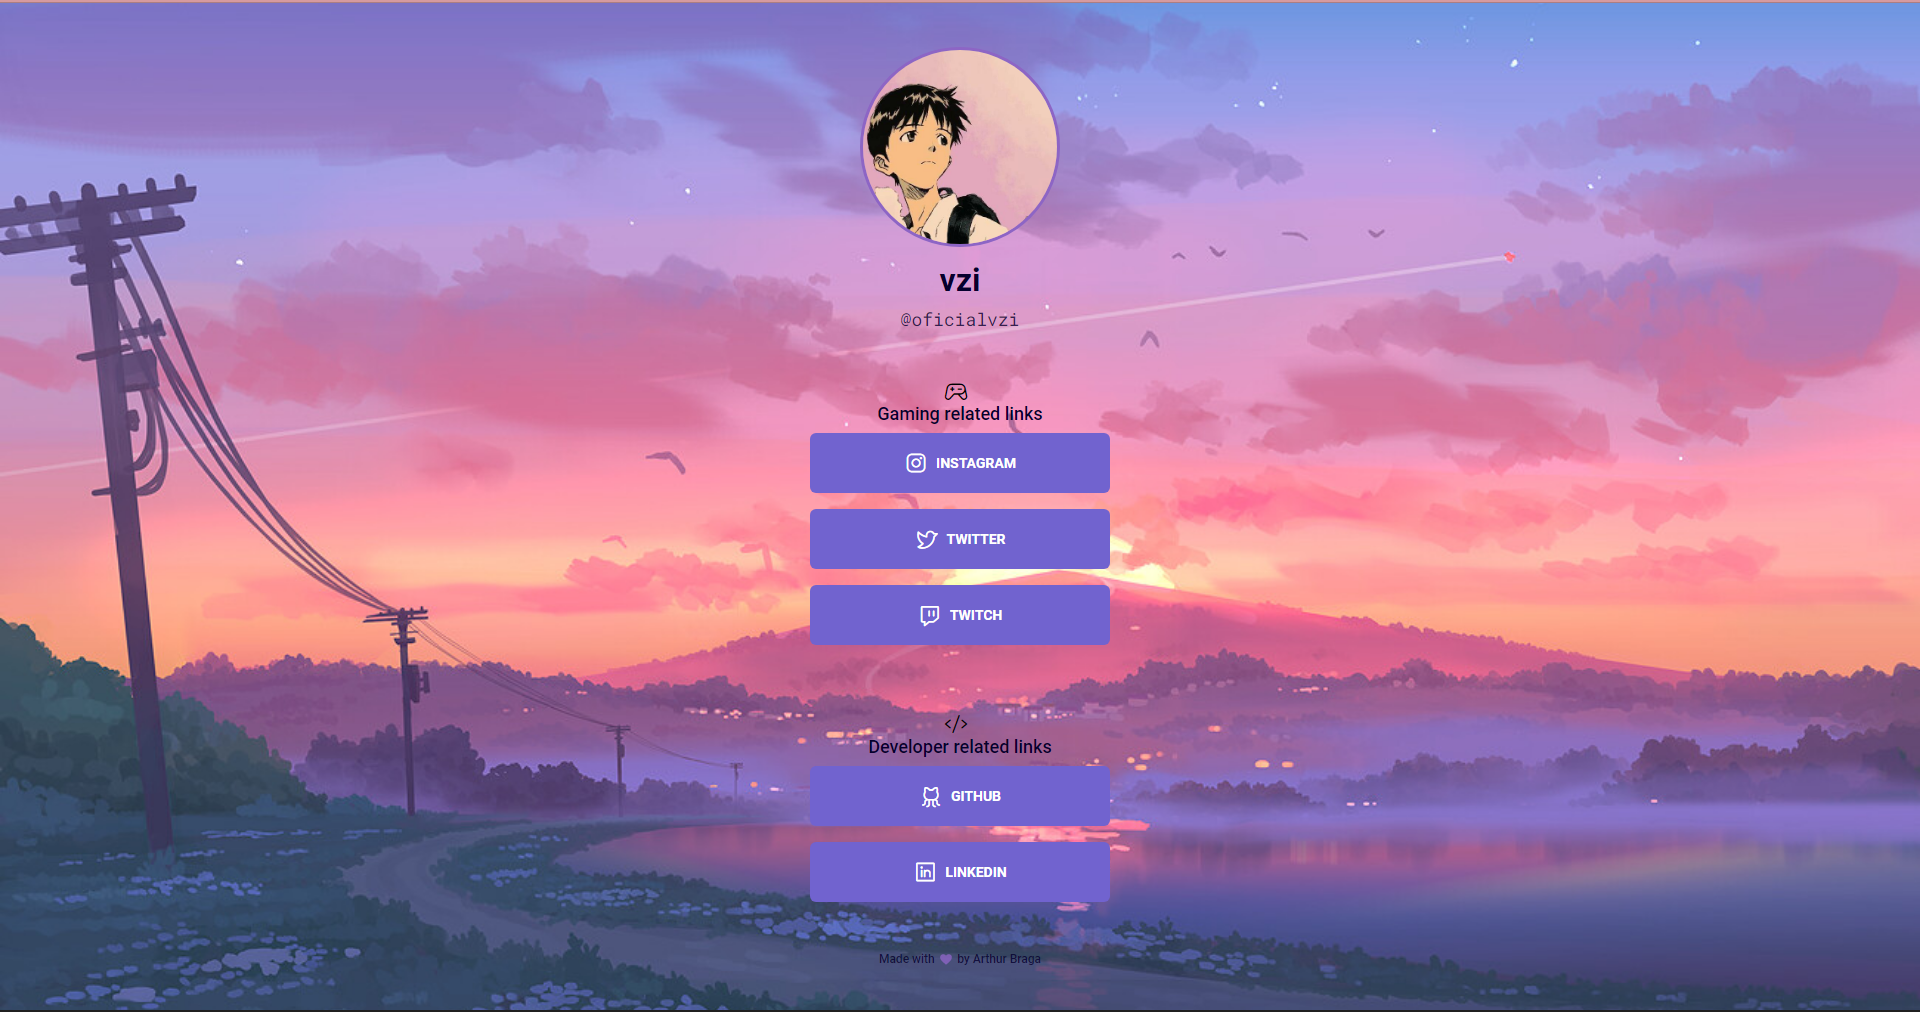 vzi
@oficialvzi
Gaming related links
INSTAGRAM
TWITTER
TWITCH
Developer related links
GITHUB
LINKEDIN
Made with 💜 by Arthur Braga